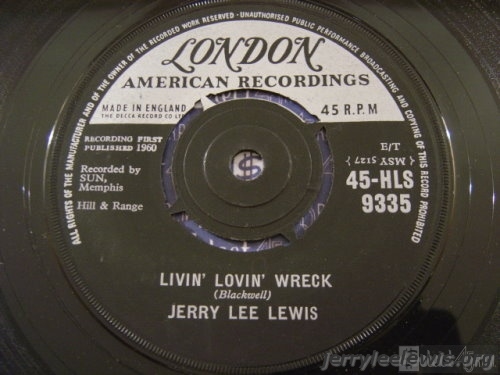 ALL RIGHTS OF THE MANUFACTURER AND OF THE OWNER OF THE RECORDED WORK RESERVED · UNAUTHORISED PUBLIC PERFORMANCE BROADCASTING AND COPYING OF THIS RECORD PROHIBITED
LONDON
AMERICAN RECORDINGS
MADE IN ENGLAND
THE DECCA RECORD CO LTD
45 R.P.M
RECORDING FIRST
PUBLISHED 1960
E/T
(MSY 5121)
Recorded by
SUN,
Memphis
45-HLS
9335
Hill & Range
LIVIN' LOVIN' WRECK
(Blackwell)
JERRY LEE LEWIS
jerryleelewis.org